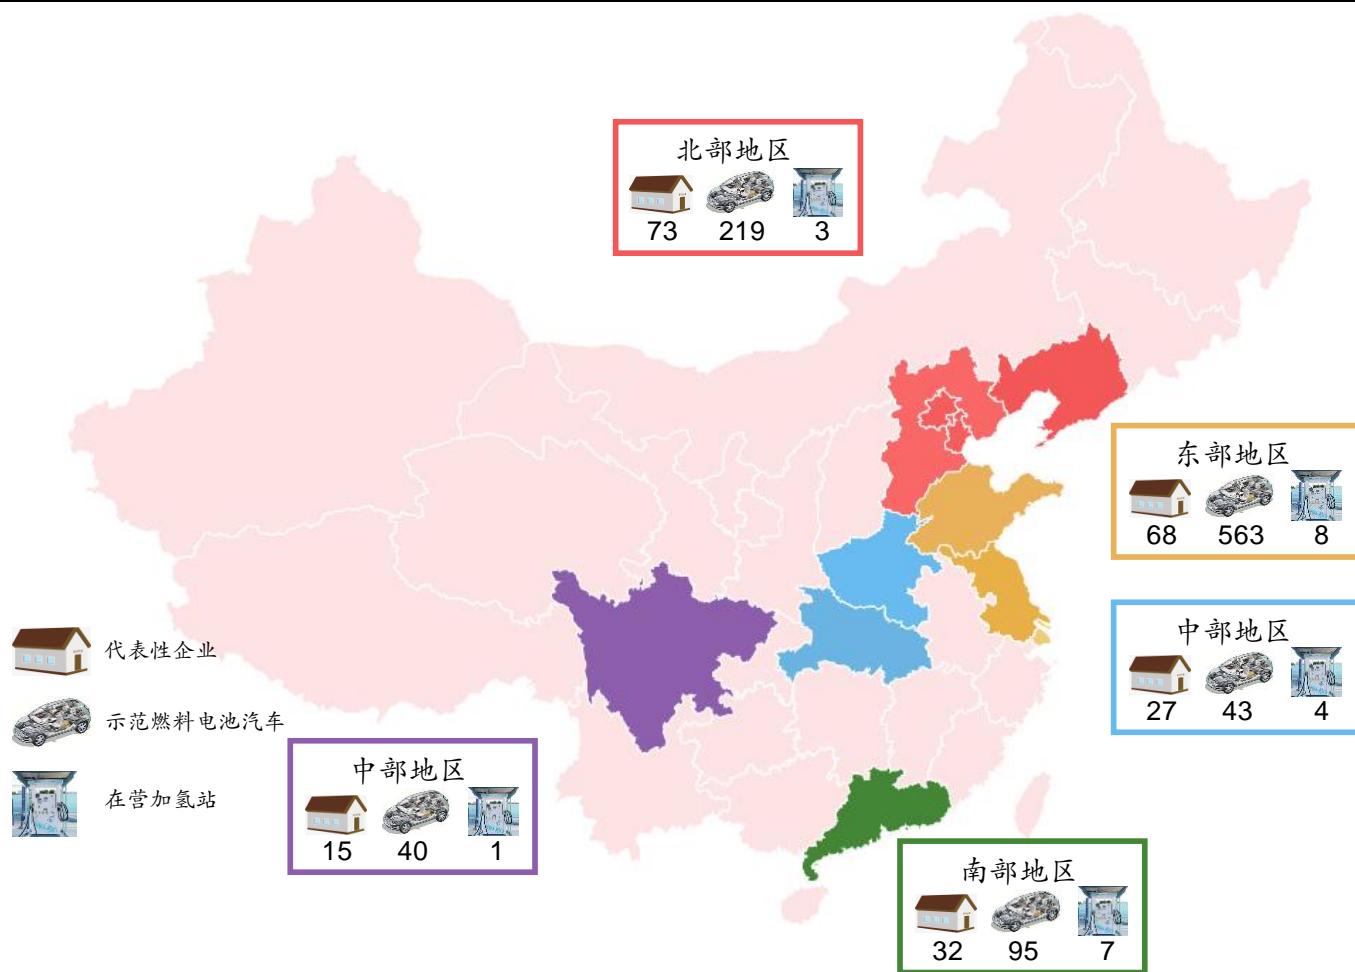 北部地区
73 219 3
东部地区
68 563 8
中部地区
27 43 4
代表性企业
示范燃料电池汽车
在营加氢站
中部地区
15 40 1
南部地区
32 95 7